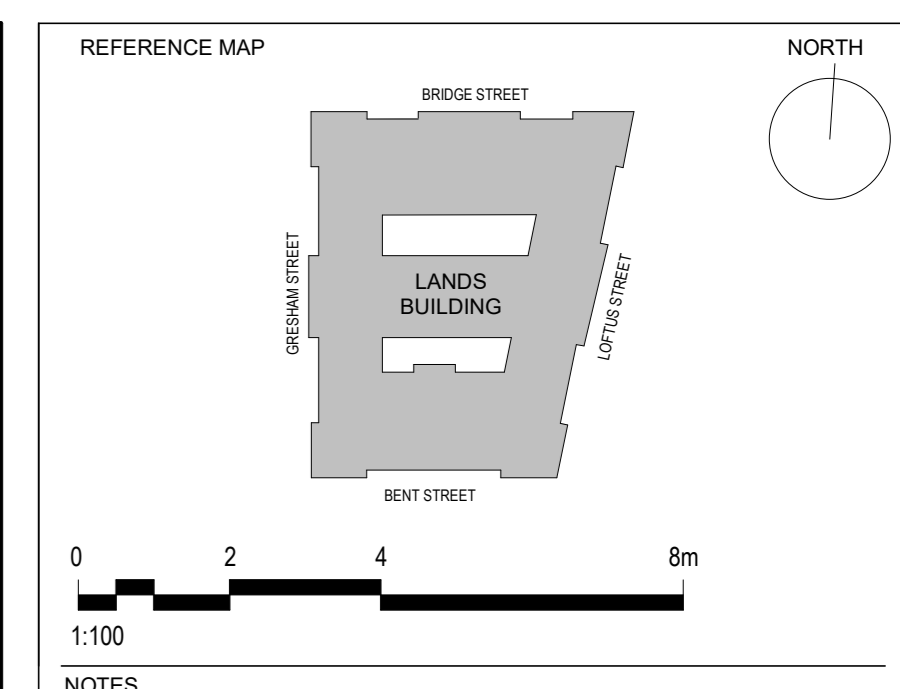 REFERENCE MAP
NORTH
BRIDGE STREET
GRESHAM STREET
LANDS
BUILDING
LOFTUS STREET
BENT STREET
0 2 4 8m
1:100
NOTES